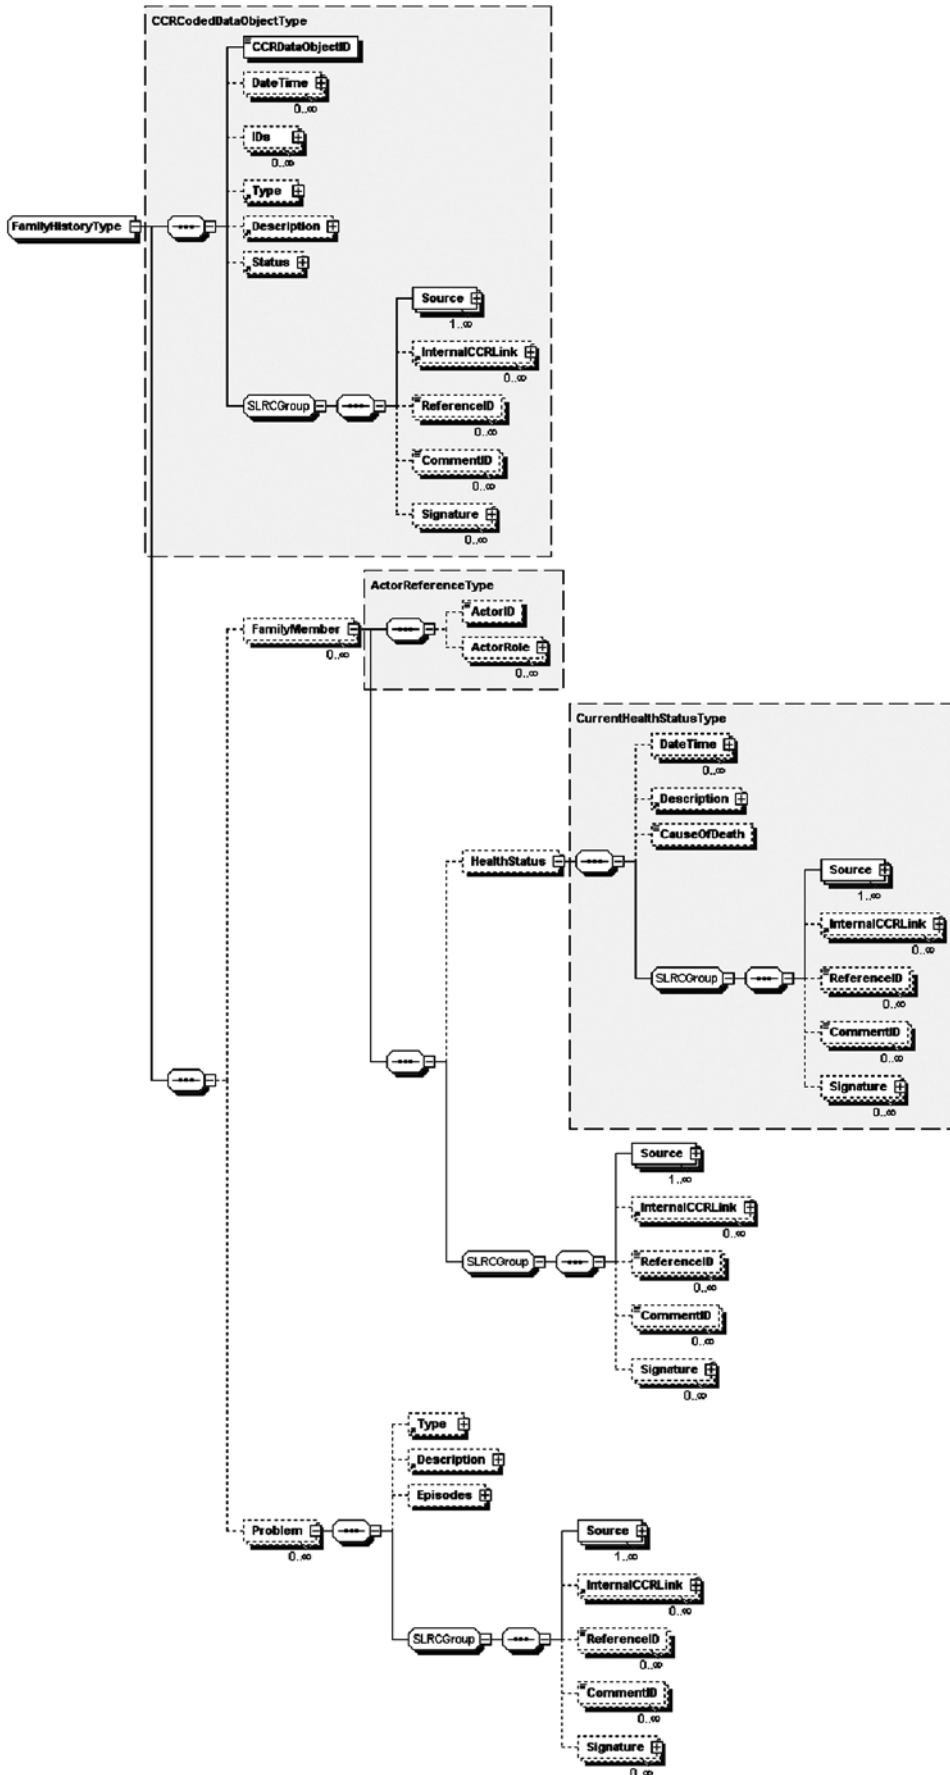 CCRCodedDataObjectType
CCRDataObjectID
DateTime
0..∞
IDs
0..∞
Type
FamilyHistoryType
Description
Status
Source
1..∞
InternalCCRLink
0..∞
SLRCGroup
ReferenceID
0..∞
CommentID
0..∞
Signature
0..∞
ActorReferenceType
ActorID
FamilyMember
0..∞
ActorRole
0..∞
CurrentHealthStatusType
DateTime
0..∞
Description
CauseOfDeath
HealthStatus
Source
1..∞
InternalCCRLink
0..∞
SLRCGroup
ReferenceID
0..∞
CommentID
0..∞
Signature
0..∞
Source
1..∞
InternalCCRLink
0..∞
SLRCGroup
ReferenceID
0..∞
CommentID
0..∞
Signature
0..∞
Type
Description
Episodes
Problem
0..∞
Source
1..∞
InternalCCRLink
0..∞
SLRCGroup
ReferenceID
0..∞
CommentID
0..∞
Signature
0..∞